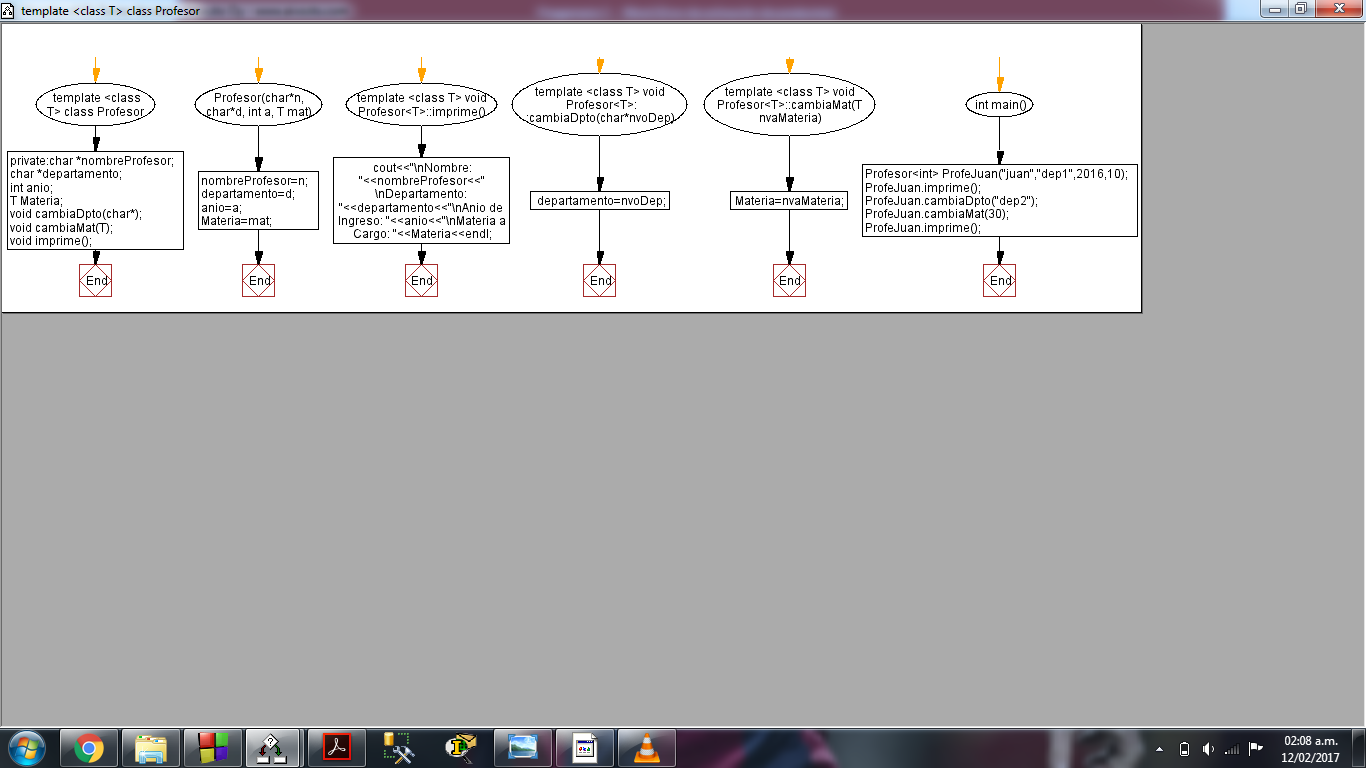 template <class T> class Profesor
template <class
T> class Profesor
private:char *nombreProfesor;
char *departamento;
int anio;
T Materia;
void cambiaDpto(char*);
void cambiaMat(T);
void imprime();
End
Profesor(char*n,
char*d, int a, T mat)
nombreProfesor=n;
departamento=d;
anio=a;
Materia=mat;
End
template <class T> void
Profesor<T>::imprime()
cout<<"\nNombre:
"<<nombreProfesor<<"
\nDepartamento:
"<<departamento<<"\nAnio de
Ingreso: "<<anio<<"\nMateria a
Cargo: "<<Materia<<endl;
End
template <class T> void
Profesor<T>:
:cambiaDpto(char*nvoDep)
departamento=nvoDep;
End
template <class T> void
Profesor<T>::cambiaMat(T
nvaMateria)
Materia=nvaMateria;
End
int main()
Profesor<int> ProfeJuan("juan","dep1",2016,10);
ProfeJuan.imprime();
ProfeJuan.cambiaDpto("dep2");
ProfeJuan.cambiaMat(30);
ProfeJuan.imprime();
End
02:08 a.m.
12/02/2017